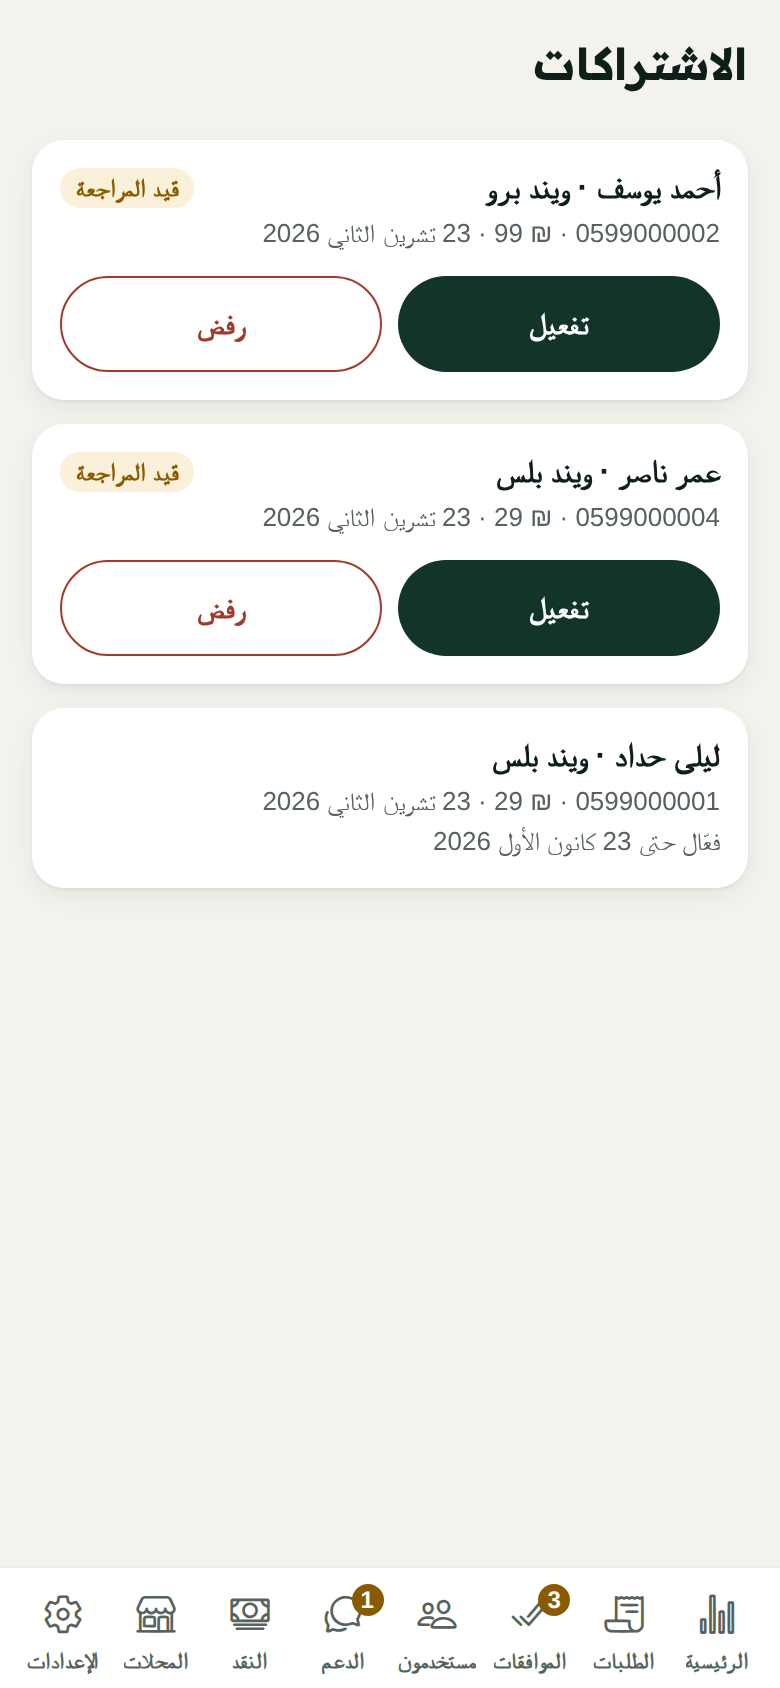 الاشتراكات
أحمد يوسف · ويند برو
قيد المراجعة
0599000002 · ₪ 99 · 23 تشرين الثاني 2026
تفعيل
رفض
عمر ناصر · ويند بلس
قيد المراجعة
0599000004 · ₪ 29 · 23 تشرين الثاني 2026
تفعيل
رفض
ليلى حداد · ويند بلس
0599000001 · ₪ 29 · 23 تشرين الثاني 2026
فعّال حتى 23 كانون الأول 2026
3
1
الرئيسية
الطلبات
الموافقات
مستخدمون
الدعم
النقد
المحلات
الإعدادات